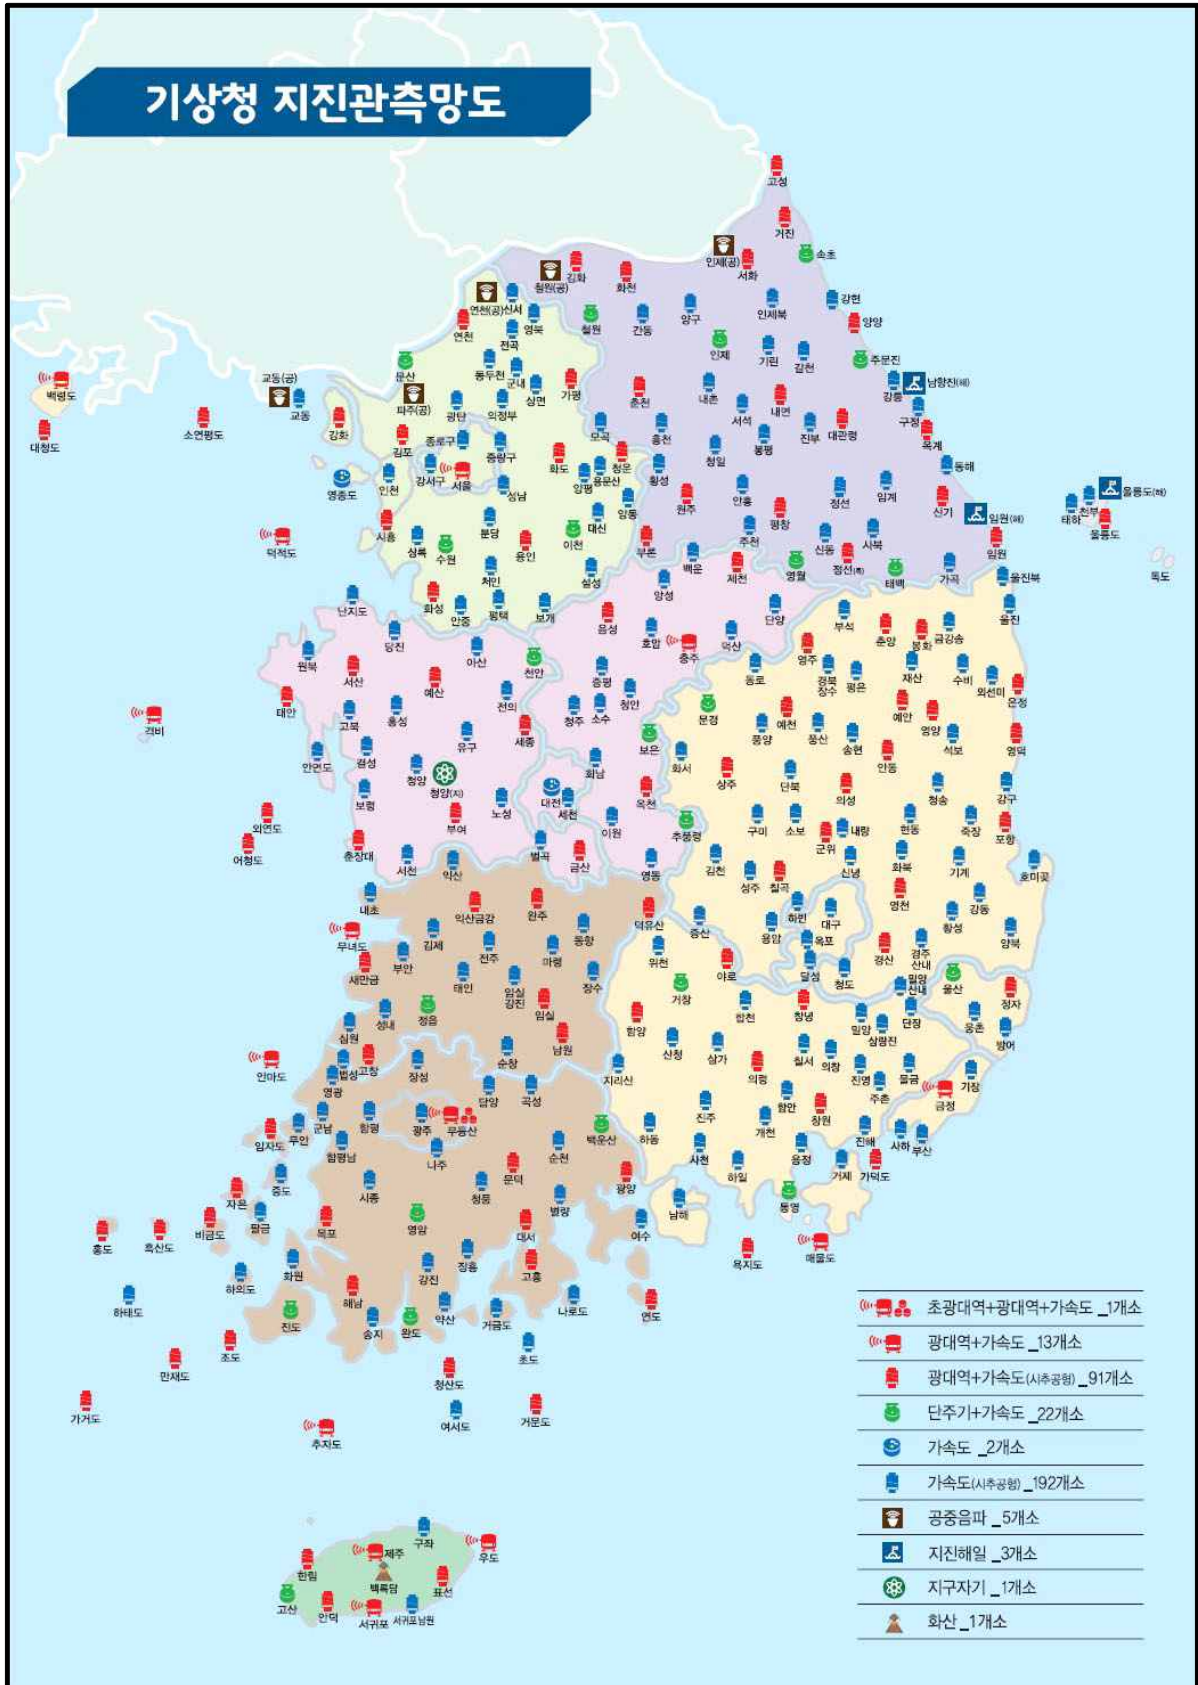 기상청 지진관측망도
고성
거진
속초
인제(공)
서화
철원(공)
김화
화천
연천(공)
신서
영북
연천
전곡
철원
간동
양구
인제북
강현
양양
인제
기린
갈천
주문진
문산
동두천
군내
상면
가평
춘천
내촌
내면
강릉
남항진(해)
백령도
교동(공)
교동
파주(공)
광탄
의정부
서석
대관령
구정
옥계
대청도
소연평도
강화
김포
종로구
중랑구
모곡
홍천
청일
봉평
진부
동해
강서구
서울
화도
청운
용문산
양평
횡성
영종도
인천
성남
양동
원주
안흥
정선
임계
신기
임원(해)
울릉도(해)
천부
태하
울릉도
독도
덕적도
시흥
상록
수원
분당
용인
이천
대신
부론
주천
평창
신동
사북
임원
처인
백운
제천
영월
정선(특)
태백
가곡
울진북
난지도
화성
안중
평택
보개
설성
앙성
단양
부석
춘양
봉화
금강송
울진
당진
음성
호암
충주
덕산
영주
원북
아산
천안
서산
예산
증평
동로
경북
장수
평은
재산
수비
외선미
온정
태안
고북
홍성
전의
청주
소수
청안
문경
예천
예안
영양
격비
유구
세종
보은
풍양
풍산
송현
석보
영덕
안면도
결성
청양
청양(지)
회남
화서
상주
단북
안동
보령
노성
대전
세천
옥천
의성
청송
강구
외연도
부여
이원
추풍령
구미
소보
군위
내량
현동
죽장
포항
어청도
춘장대
서천
익산
벌곡
금산
영동
김천
성주
칠곡
신녕
화북
기계
호미곶
내초
익산금강
완주
덕유산
증산
하빈
대구
영천
강동
무녀도
김제
전주
동향
용암
옥포
황성
양북
새만금
부안
마령
위천
야로
달성
청도
경산
경주
산내
태인
임실
강진
장수
거창
밀양
산내
울산
정자
성내
정읍
임실
함양
합천
창녕
밀양
삼랑진
단장
웅촌
방어
심원
남원
산청
삼가
칠서
의창
법성
고창
장성
순창
지리산
의령
진영
물금
가장
안마도
영광
담양
곡성
진주
함안
주촌
금정
군남
함평
광주
무등산
백운산
하동
개천
창원
임자도
무안
함평남
나주
순천
사천
웅정
진해
사하
부산
증도
시종
청풍
문덕
광양
하일
거제
가덕도
자은
팔금
별량
남해
통영
홍도
흑산도
비금도
목포
영암
대서
여수
욕지도
매물도
하의도
화원
강진
장흥
고흥
하태도
진도
해남
약산
거금도
나로도
연도
송지
완도
초도
조도
만재도
청산도
가거도
여서도
거문도
추자도
구좌
제주
우도
한림
백록담
표선
고산
안덕
서귀포
서귀포남원
초광대역+광대역+가속도 _1개소
광대역+가속도 _13개소
광대역+가속도(시추공형) _91개소
단주기+가속도 _22개소
가속도 _2개소
가속도(시추공형) _192개소
공중음파 _5개소
지진해일 _3개소
지구자기 _1개소
화산 _1개소